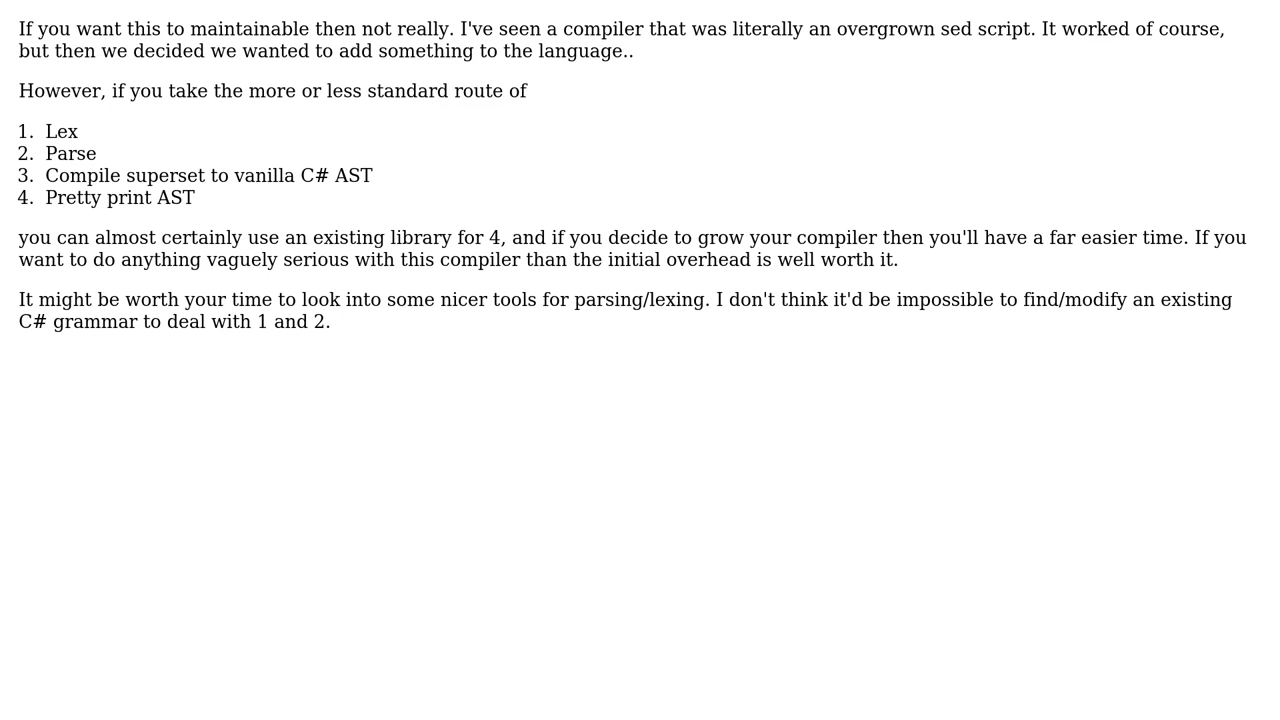 If you want this to maintainable then not really. I've seen a compiler that was literally an overgrown sed script. It worked of course,
but then we decided we wanted to add something to the language..
However, if you take the more or less standard route of
1. Lex
2. Parse
3. Compile superset to vanilla C# AST
4. Pretty print AST
you can almost certainly use an existing library for 4, and if you decide to grow your compiler then you'll have a far easier time. If you
want to do anything vaguely serious with this compiler than the initial overhead is well worth it.
It might be worth your time to look into some nicer tools for parsing/lexing. I don't think it'd be impossible to find/modify an existing
C# grammar to deal with 1 and 2.